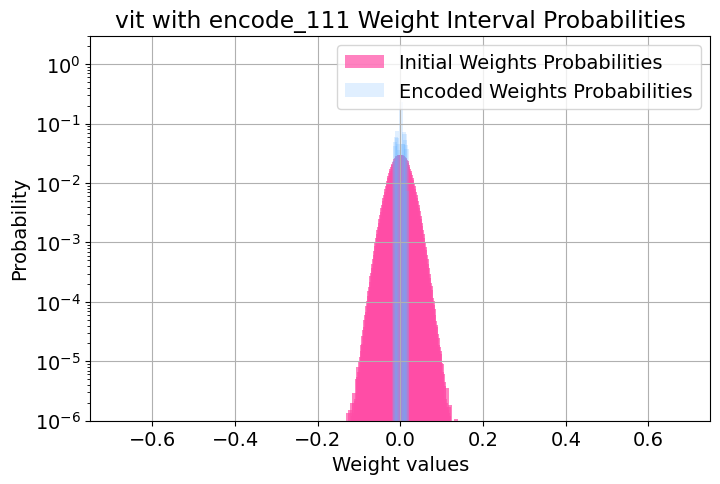 vit with encode_111 Weight Interval Probabilities
Initial Weights Probabilities
Encoded Weights Probabilities
Probability
10⁰
10⁻¹
10⁻²
10⁻³
10⁻⁴
10⁻⁵
10⁻⁶
−0.6 −0.4 −0.2 0.0 0.2 0.4 0.6
Weight values